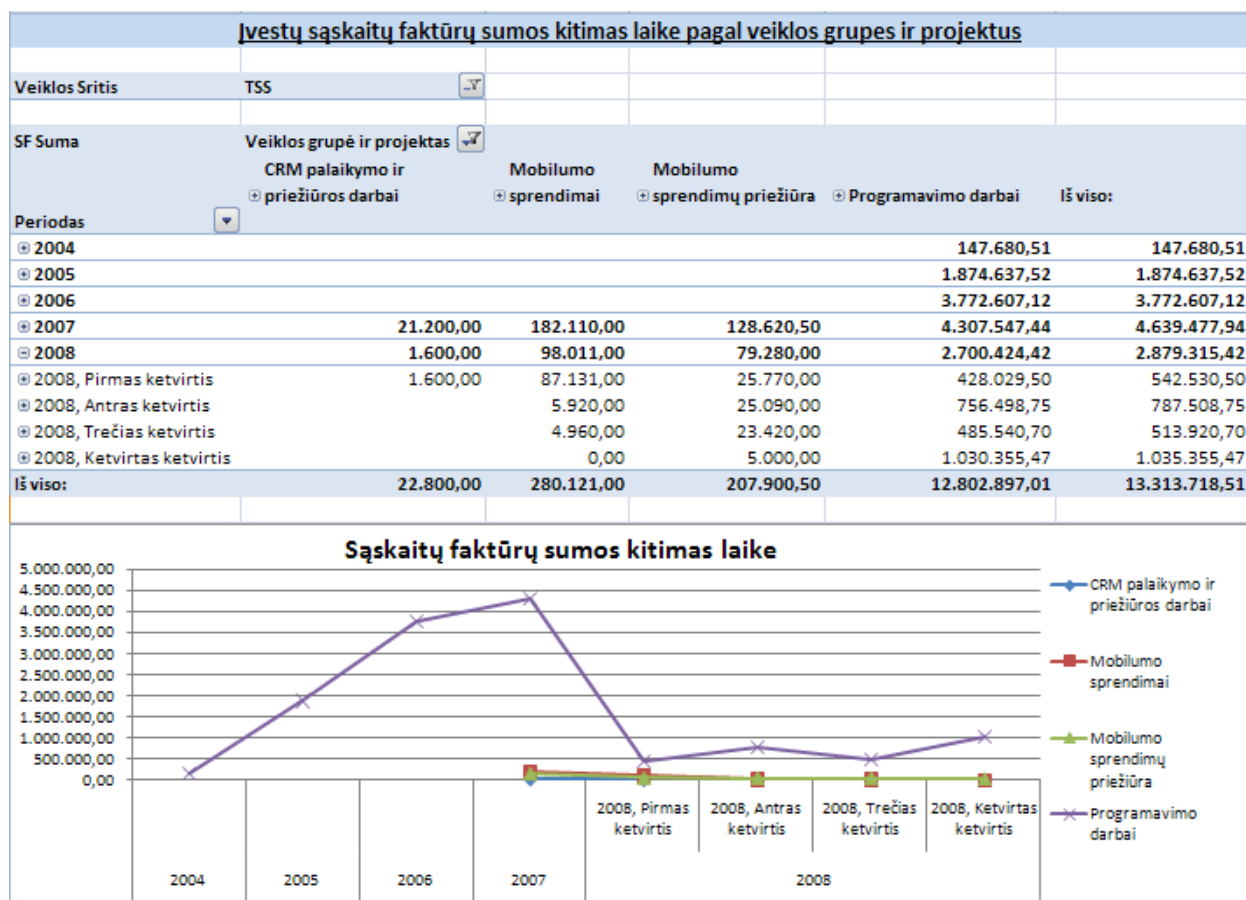 Įvestų sąskaitų faktūrų sumos kitimas laike pagal veiklos grupes ir projektus
Veiklos Sritis TSS
SF Suma Veiklos grupė ir projektas
CRM palaikymo ir Mobilumo Mobilumo
priežiūros darbai sprendimai sprendimų priežiūra Programavimo darbai Iš viso:
Periodas
2004 147.680,51 147.680,51
2005 1.874.637,52 1.874.637,52
2006 3.772.607,12 3.772.607,12
2007 21.200,00 182.110,00 128.620,50 4.307.547,44 4.639.477,94
2008 1.600,00 98.011,00 79.280,00 2.700.424,42 2.879.315,42
2008, Pirmas ketvirtis 1.600,00 87.131,00 25.770,00 428.029,50 542.530,50
2008, Antras ketvirtis 5.920,00 25.090,00 756.498,75 787.508,75
2008, Trečias ketvirtis 4.960,00 23.420,00 485.540,70 513.920,70
2008, Ketvirtas ketvirtis 0,00 5.000,00 1.030.355,47 1.035.355,47
Iš viso: 22.800,00 280.121,00 207.900,50 12.802.897,01 13.313.718,51
Sąskaitų faktūrų sumos kitimas laike
5.000.000,00
4.500.000,00
4.000.000,00
3.500.000,00
3.000.000,00
2.500.000,00
2.000.000,00
1.500.000,00
1.000.000,00
500.000,00
0,00
2008, Pirmas 2008, Antras 2008, Trečias 2008, Ketvirtas
ketvirtis ketvirtis ketvirtis ketvirtis
2004 2005 2006 2007 2008
CRM palaikymo ir
priežiūros darbai
Mobilumo
sprendimai
Mobilumo
sprendimų
priežiūra
Programavimo
darbai